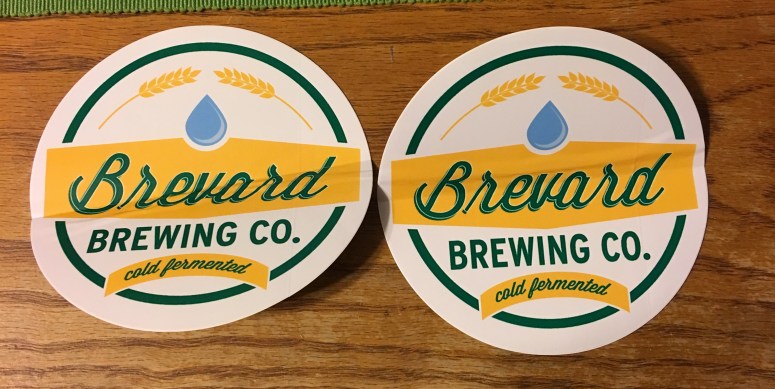 Brevard
BREWING CO.
cold fermented
Brevard
BREWING CO.
cold fermented